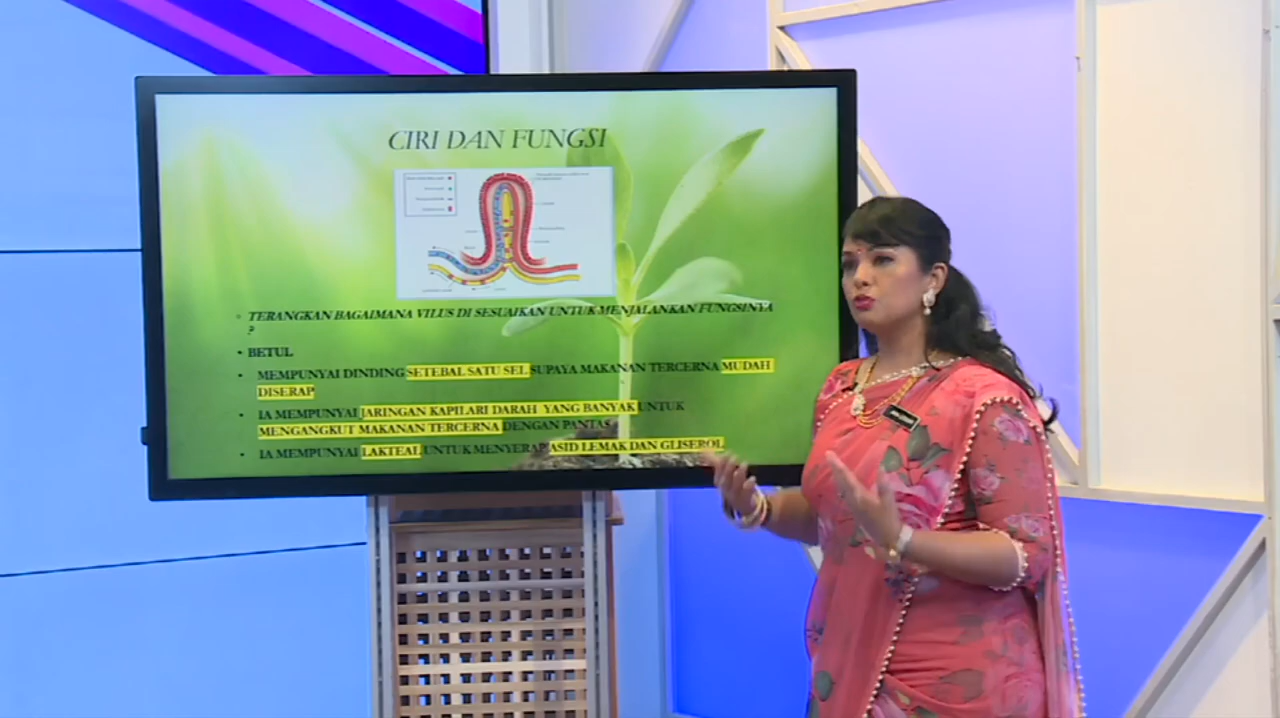 CIRI DAN FUNGSI
TERANGKAN BAGAIMANA VILUS DI SESUAIKAN UNTUK MENJALANKAN FUNGSINYA
?
BETUL
MEMPUNYAI DINDING SETEBAL SATU SEL SUPAYA MAKANAN TERCERNA MUDAH
DISERAP
IA MEMPUNYAI JARINGAN KAPILARI DARAH YANG BANYAK UNTUK
MENGANGKUT MAKANAN TERCERNA DENGAN PANTAS
IA MEMPUNYAI LAKTEAL UNTUK MENYERAP ASID LEMAK DAN GLISEROL